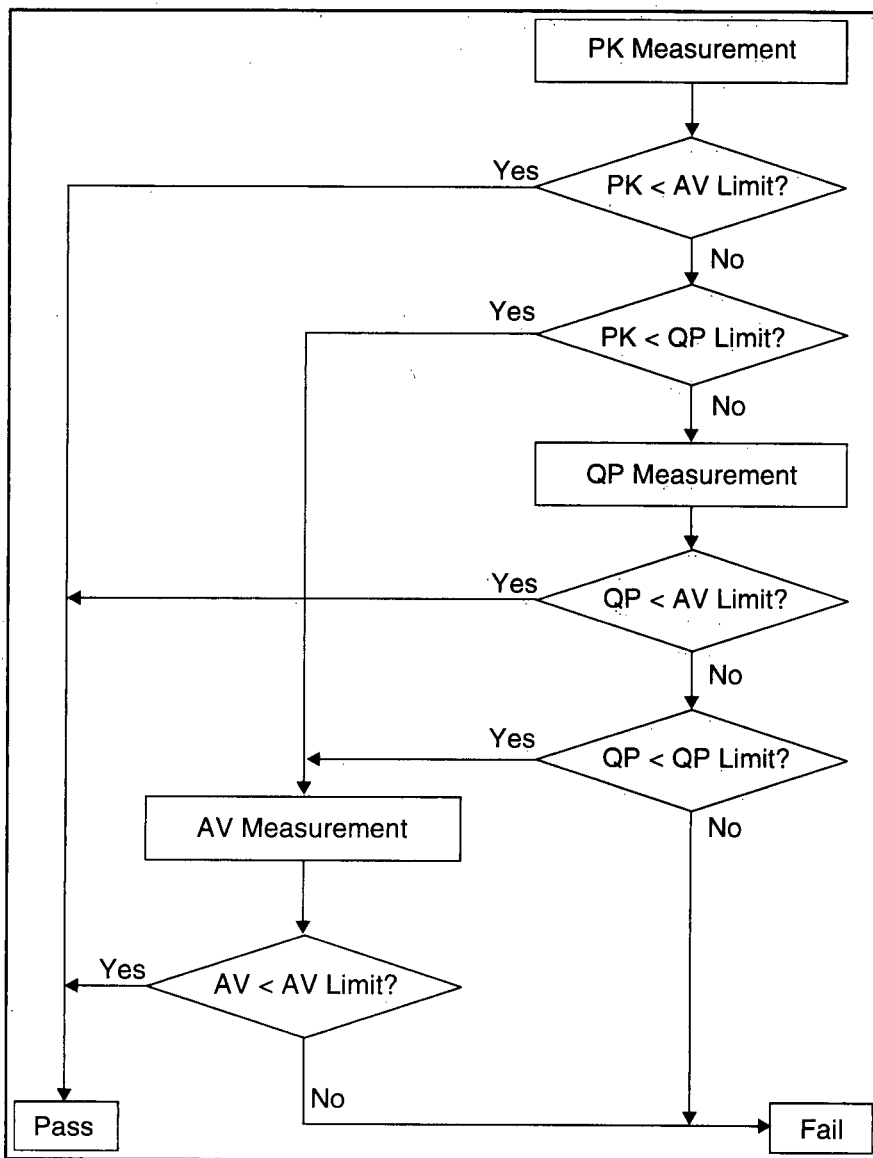 PK Measurement
Yes
PK < AV Limit?
No
Yes
PK < QP Limit?
No
QP Measurement
Yes
QP < AV Limit?
No
Yes
QP < QP Limit?
No
AV Measurement
Yes
AV < AV Limit?
No
Pass
Fail